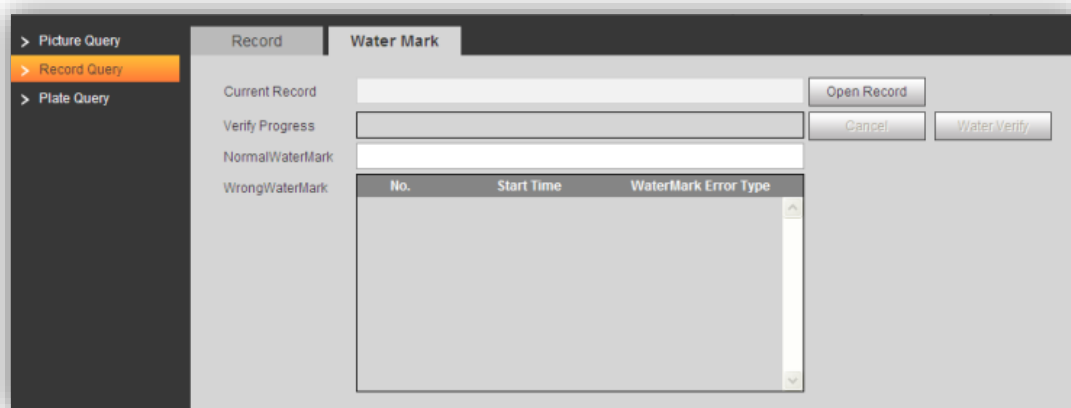 > Picture Query
> Record Query
> Plate Query
Record Water Mark
Current Record Open Record
Verify Progress Cancel Water Verify
NormalWaterMark
WrongWaterMark No. Start Time WaterMark Error Type